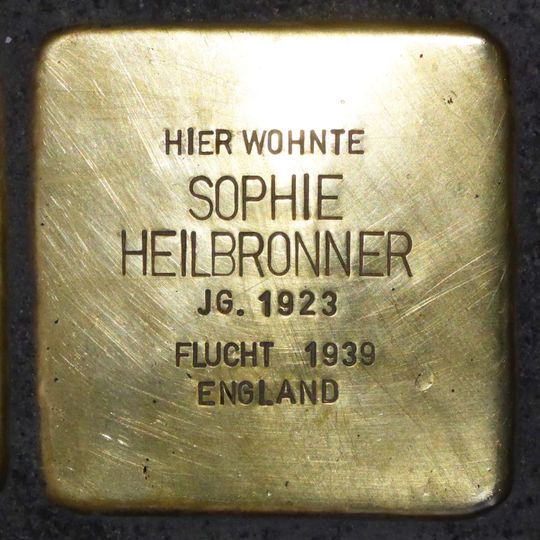 HIER WOHNTE
SOPHIE
HEILBRONNER
JG. 1923
FLUCHT 1939
ENGLAND